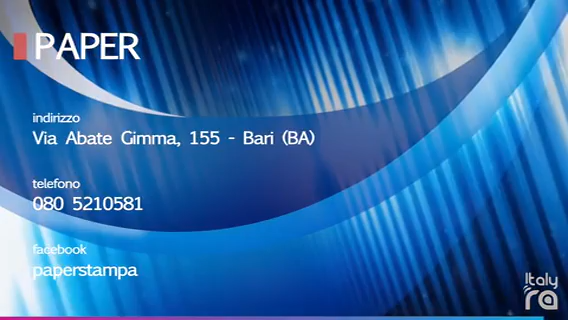 PAPER
indirizzo
Via Abate Gimma, 155 - Bari (BA)
telefono
080 5210581
facebook
paperstampa
Italy
ra